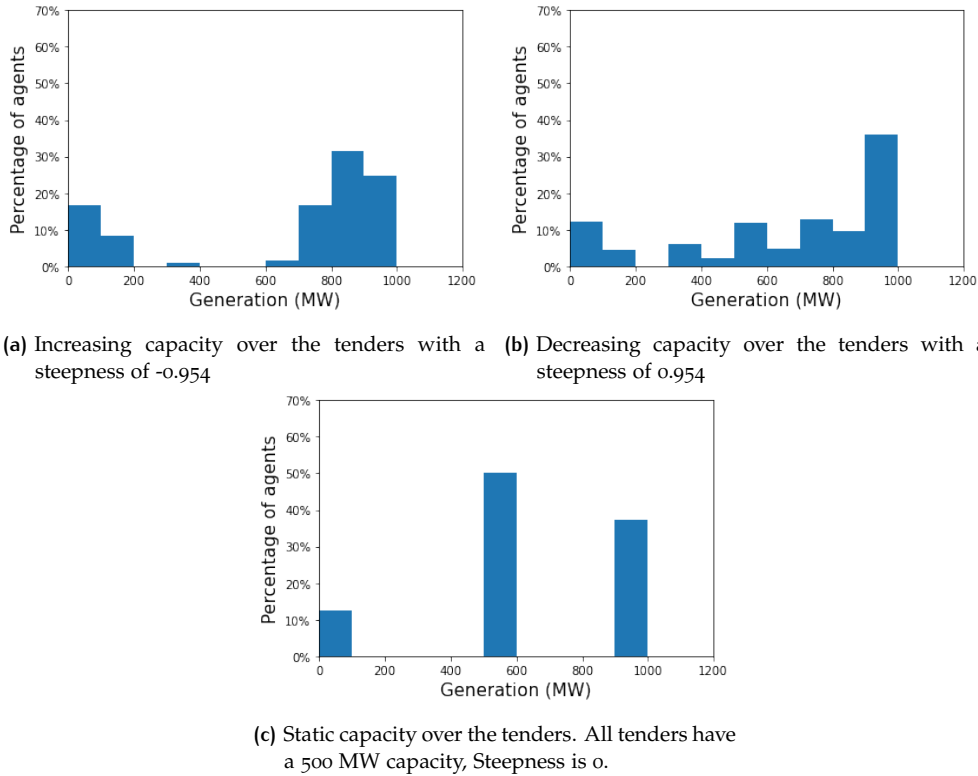 70%
60%
50%
40%
30%
20%
10%
0%
Percentage of agents
0 200 400 600 800 1000 1200
Generation (MW)
70%
60%
50%
40%
30%
20%
10%
0%
Percentage of agents
0 200 400 600 800 1000 1200
Generation (MW)
(a) Increasing capacity over the tenders with a
steepness of -0.954
(b) Decreasing capacity over the tenders with a
steepness of 0.954
70%
60%
50%
40%
30%
20%
10%
0%
Percentage of agents
0 200 400 600 800 1000 1200
Generation (MW)
(c) Static capacity over the tenders. All tenders have
a 500 MW capacity, Steepness is 0.